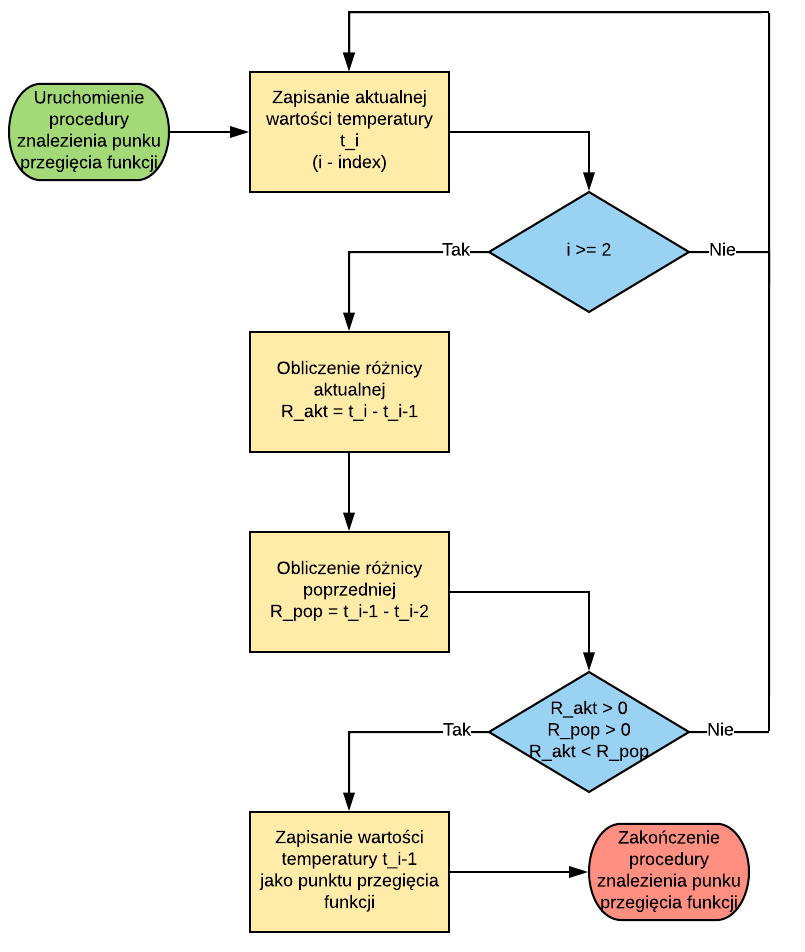 Uruchomienie
procedury
znalezienia punku
przegięcia funkcji
Zapisanie aktualnej
wartości temperatury
t_i
(i - index)
i >= 2
Tak
Nie
Obliczenie różnicy
aktualnej
R_akt = t_i - t_i-1
Obliczenie różnicy
poprzedniej
R_pop = t_i-1 - t_i-2
R_akt > 0
R_pop > 0
R_akt < R_pop
Tak
Nie
Zapisanie wartości
temperatury t_i-1
jako punktu przegięcia
funkcji
Zakończenie
procedury
znalezienia punku
przegięcia funkcji